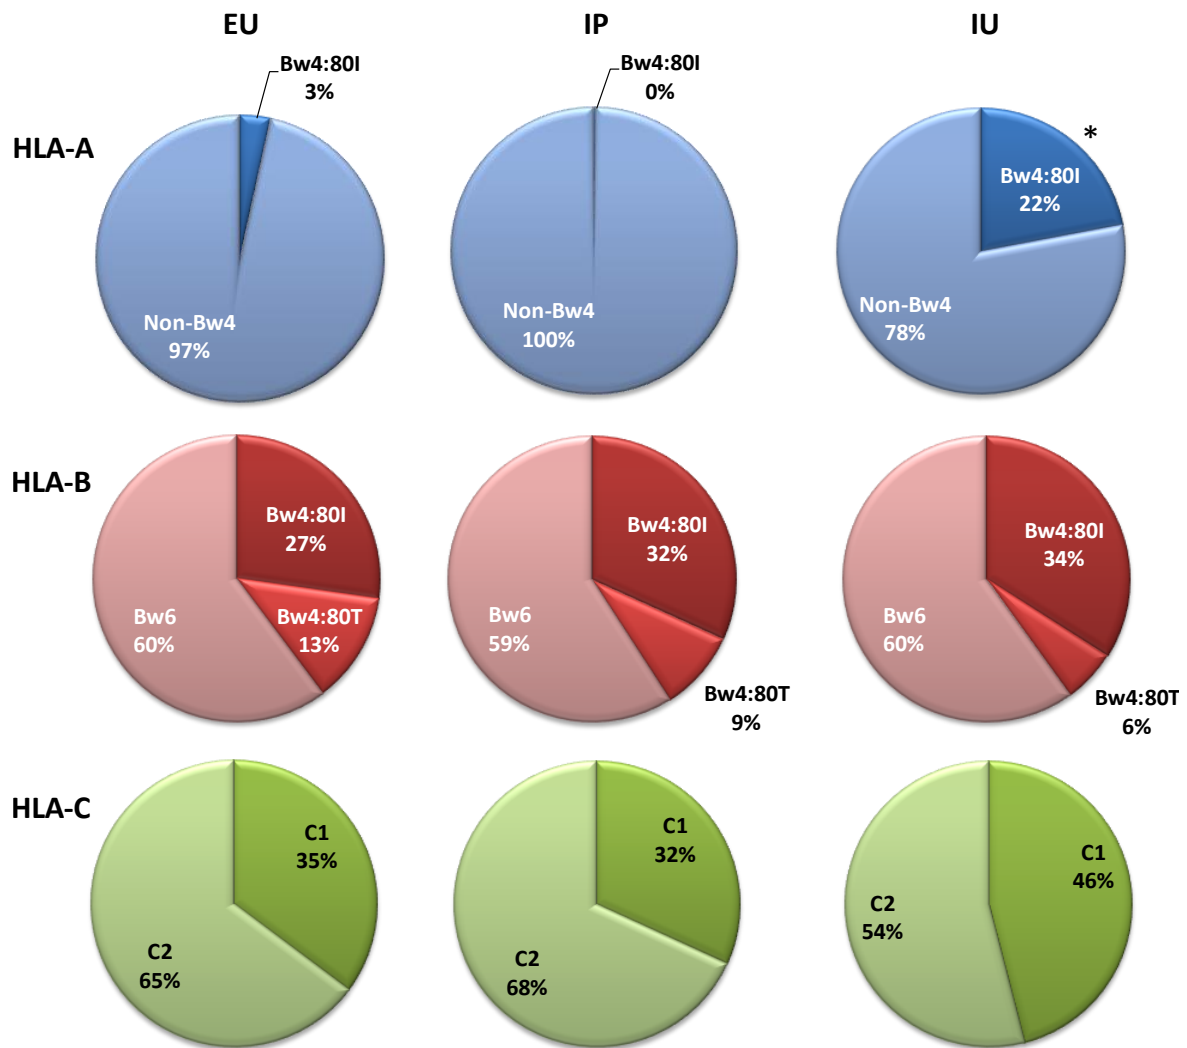 EU
IP
IU
HLA-A
Bw4:80I
3%
Non-Bw4
97%
Bw4:80I
0%
Non-Bw4
100%
*
Bw4:80I
22%
Non-Bw4
78%
HLA-B
Bw4:80I
27%
Bw4:80T
13%
Bw6
60%
Bw4:80I
32%
Bw6
59%
Bw4:80T
9%
Bw4:80I
34%
Bw6
60%
Bw4:80T
6%
HLA-C
C1
35%
C2
65%
C1
32%
C2
68%
C1
46%
C2
54%